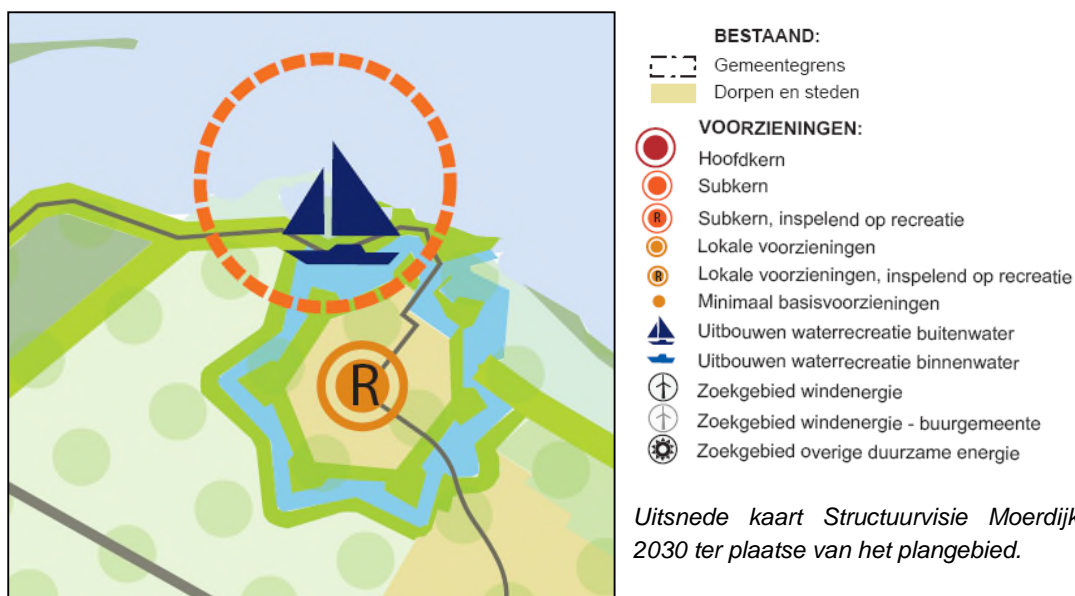 R
BESTAAND:
Gemeentegrens
Dorpen en steden
VOORZIENINGEN:
Hoofdkern
Subkern
R Subkern, inspelend op recreatie
Lokale voorzieningen
R Lokale voorzieningen, inspelend op recreatie
Minimaal basisvoorzieningen
Uitbouwen waterrecreatie buitenwater
Uitbouwen waterrecreatie binnenwater
Zoekgebied windenergie
Zoekgebied windenergie - buurgemeente
Zoekgebied overige duurzame energie
Uitsnede kaart Structuurvisie Moerdijk
2030 ter plaatse van het plangebied.